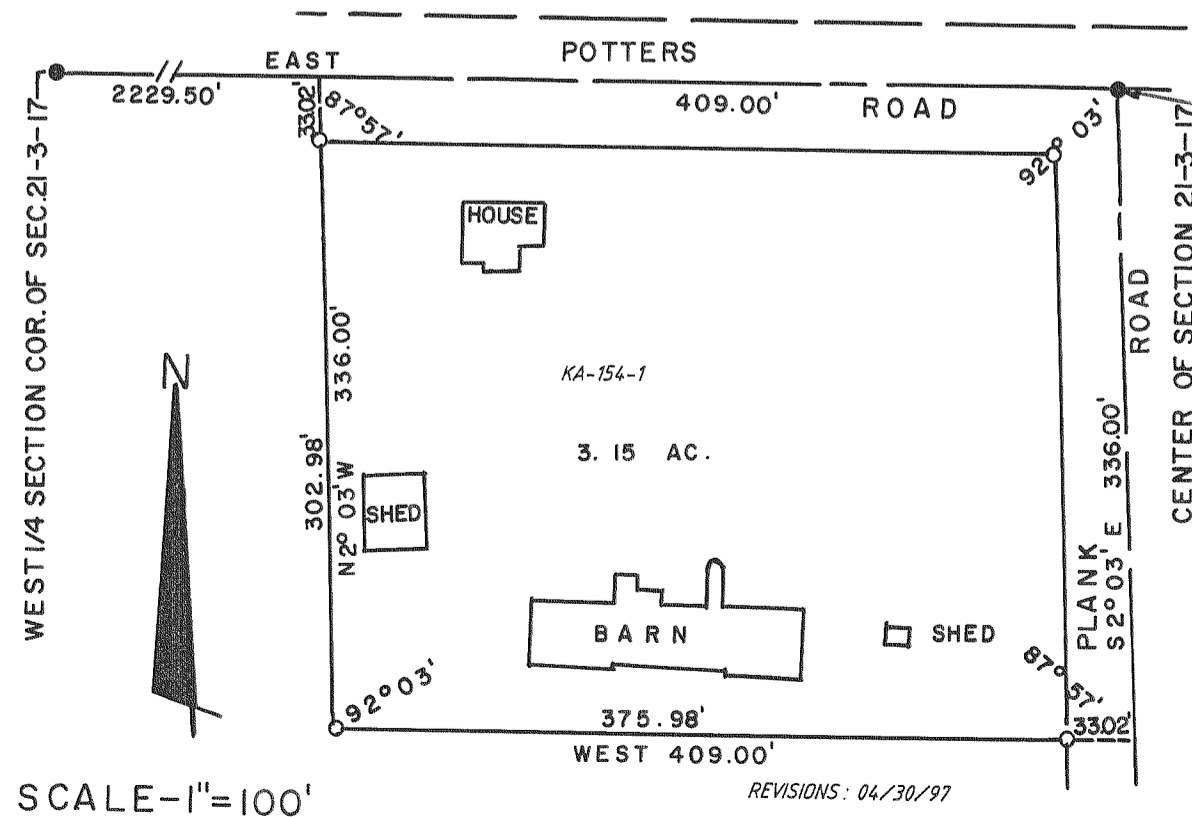 POTTERS
EAST
2229.50'
409.00'
ROAD
33.02'
87°57'
92° 03'
WEST 1/4 SECTION COR. OF SEC. 21-3-17
CENTER OF SECTION 21-3-17
HOUSE
N
336.00'
302.98'
N2° 03' W
KA-154-1
3.15 AC.
SHED
BARN
SHED
PLANK
ROAD
S2° 03' E 336.00'
92° 03'
87° 57'
375.98'
33.02'
WEST 409.00'
SCALE-1"=100'
REVISIONS: 04/30/97